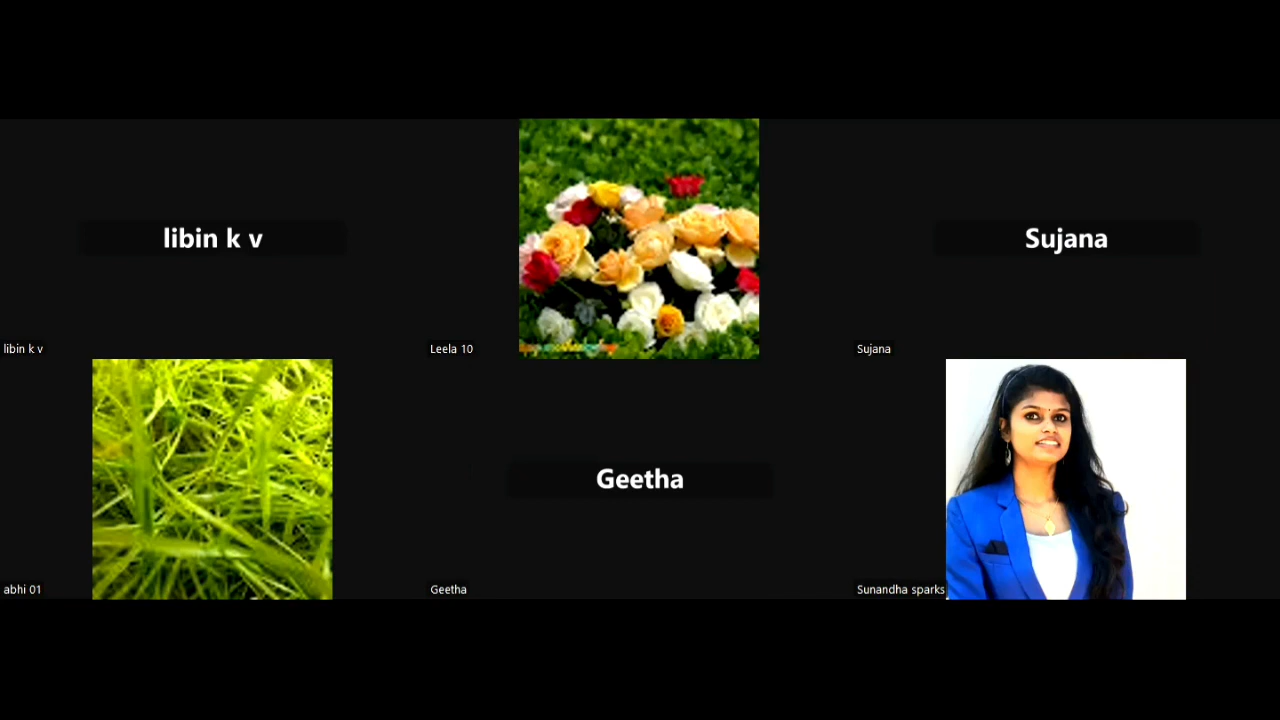 libin k v
Sujana
libin k v
Leela 10
Sujana
Geetha
abhi 01
Geetha
Sunandha sparks